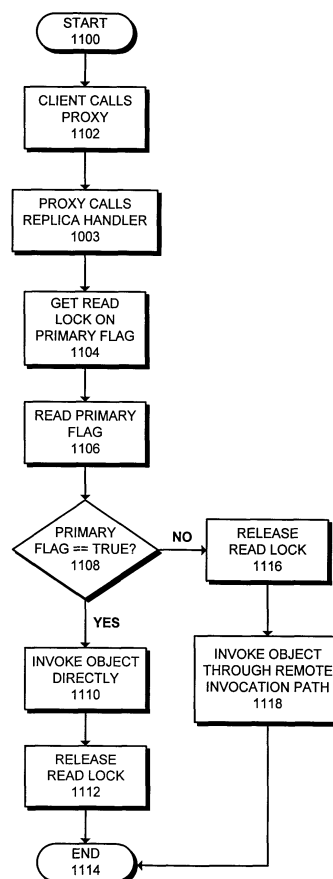 START
1100
CLIENT CALLS
PROXY
1102
PROXY CALLS
REPLICA HANDLER
1003
GET READ
LOCK ON
PRIMARY FLAG
1104
READ PRIMARY
FLAG
1106
PRIMARY
FLAG == TRUE?
1108
NO
RELEASE
READ LOCK
1116
YES
INVOKE OBJECT
DIRECTLY
1110
INVOKE OBJECT
THROUGH REMOTE
INVOCATION PATH
1118
RELEASE
READ LOCK
1112
END
1114